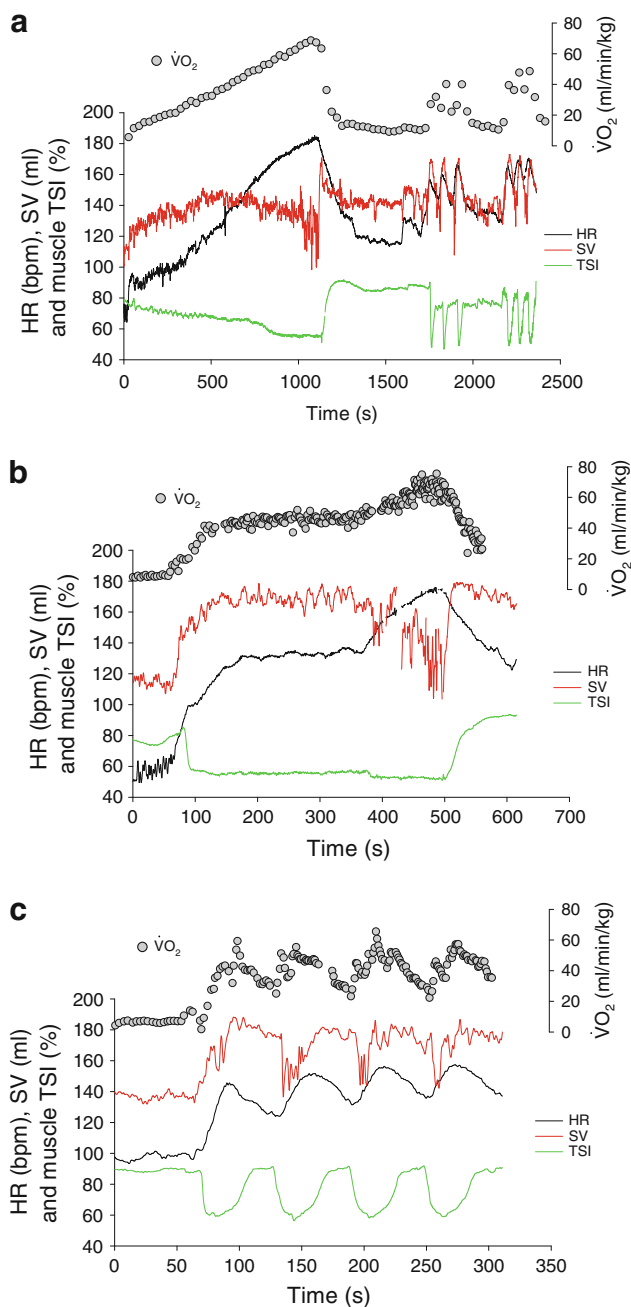 a
V̇O₂
80
60
40
20
0
V̇O₂ (ml/min/kg)
200
180
160
140
120
100
80
60
40
HR (bpm), SV (ml)
and muscle TSI (%)
HR
SV
TSI
0 500 1000 1500 2000 2500
Time (s)
b
V̇O₂
80
60
40
20
0
V̇O₂ (ml/min/kg)
200
180
160
140
120
100
80
60
40
HR (bpm), SV (ml)
and muscle TSI (%)
HR
SV
TSI
0 100 200 300 400 500 600 700
Time (s)
c
V̇O₂
80
60
40
20
0
V̇O₂ (ml/min/kg)
200
180
160
140
120
100
80
60
40
HR (bpm), SV (ml)
and muscle TSI (%)
HR
SV
TSI
0 50 100 150 200 250 300 350
Time (s)